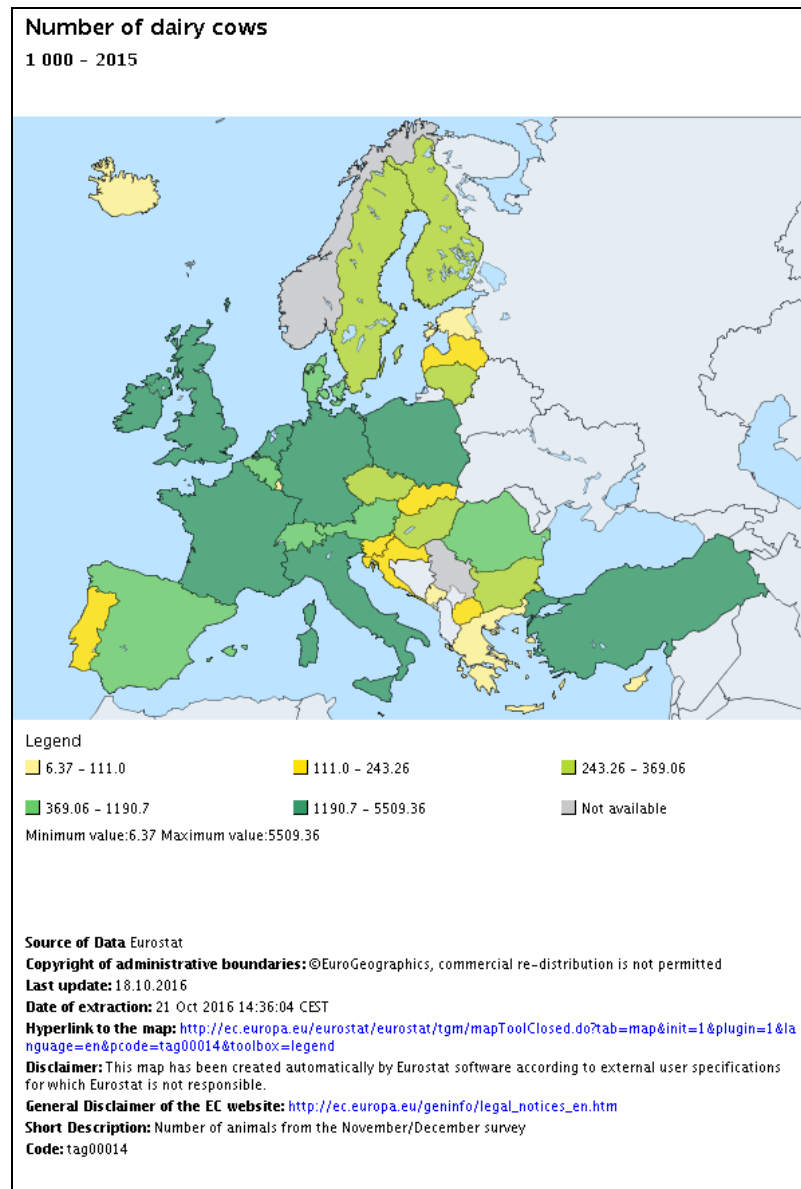 Number of dairy cows
1 000 - 2015
Legend
6.37 - 111.0
111.0 - 243.26
243.26 - 369.06
369.06 - 1190.7
1190.7 - 5509.36
Not available
Minimum value:6.37 Maximum value:5509.36
Source of Data Eurostat
Copyright of administrative boundaries: ©EuroGeographics, commercial re-distribution is not permitted
Last update: 18.10.2016
Date of extraction: 21 Oct 2016 14:36:04 CEST
Hyperlink to the map: http://ec.europa.eu/eurostat/eurostat/tgm/mapToolClosed.do?tab=map&init=1&plugin=1&la
nguage=en&pcode=tag00014&toolbox=legend
Disclaimer: This map has been created automatically by Eurostat software according to external user specifications
for which Eurostat is not responsible.
General Disclaimer of the EC website: http://ec.europa.eu/geninfo/legal_notices_en.htm
Short Description: Number of animals from the November/December survey
Code: tag00014